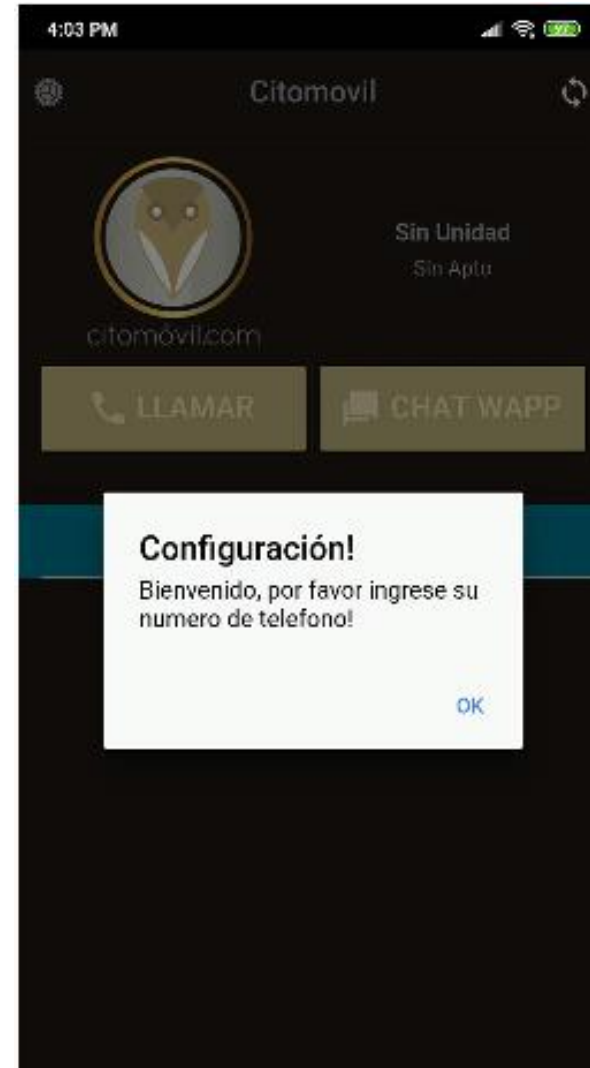 4:03 PM
Citomovil
Sin Unidad
Sin Apto
citomóvil.com
LLAMAR
CHAT WAPP
Configuración!
Bienvenido, por favor ingrese su
numero de telefono!
OK